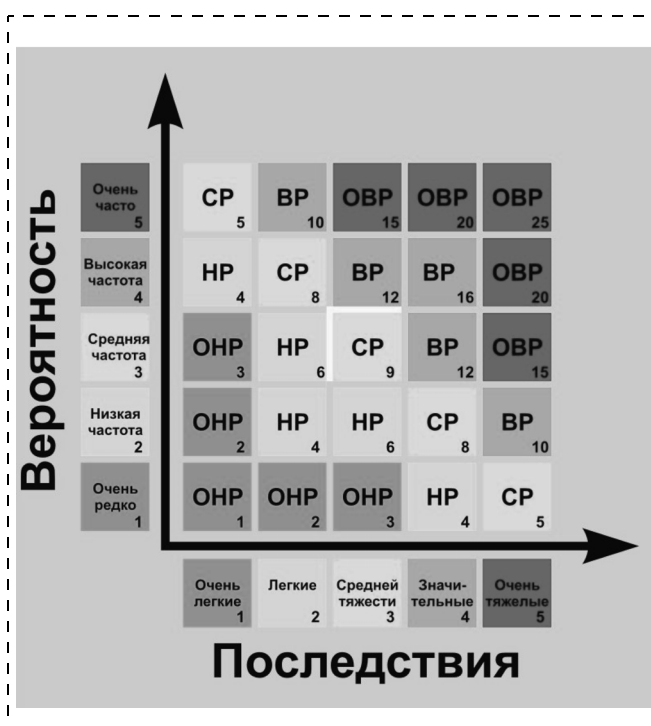 Вероятность
Очень
часто
5
СР
5
ВР
10
ОВР
15
ОВР
20
ОВР
25
Высокая
частота
4
НР
4
СР
8
ВР
12
ВР
16
ОВР
20
Средняя
частота
3
ОНР
3
НР
6
СР
9
ВР
12
ОВР
15
Низкая
частота
2
ОНР
2
НР
4
НР
6
СР
8
ВР
10
Очень
редко
1
ОНР
1
ОНР
2
ОНР
3
НР
4
СР
5
Очень
легкие
1
Легкие
2
Средней
тяжести
3
Значи-
тельные
4
Очень
тяжелые
5
Последствия